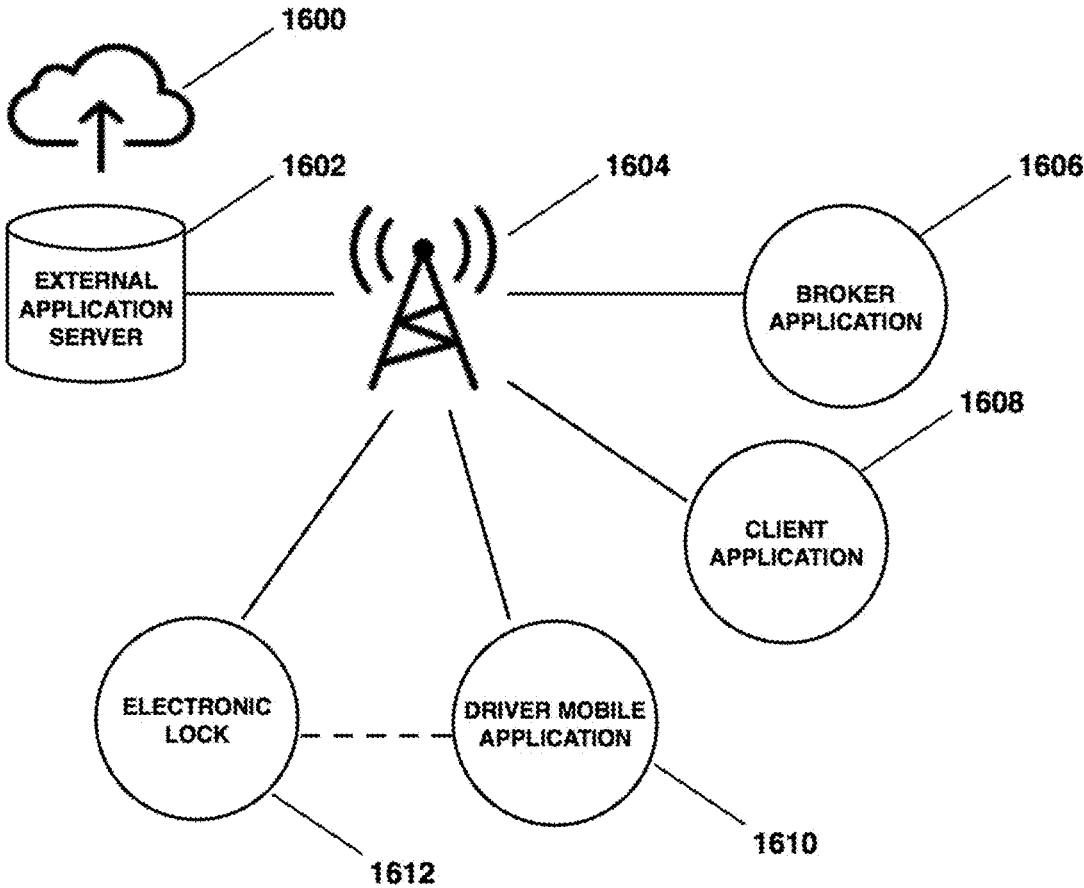 1600
1602
1604
1606
EXTERNAL
APPLICATION
SERVER
BROKER
APPLICATION
1608
CLIENT
APPLICATION
ELECTRONIC
LOCK
DRIVER MOBILE
APPLICATION
1610
1612